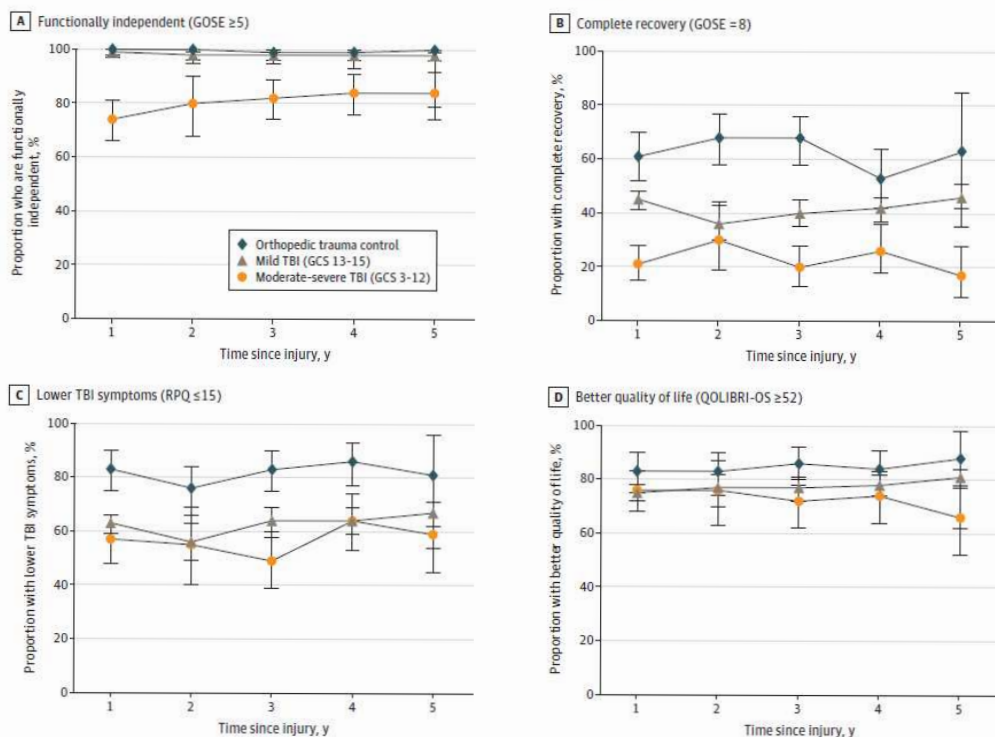 A Functionally independent (GOSE ≥5)
Proportion who are functionally
independent, %
100
80
60
40
20
0
Orthopedic trauma control
Mild TBI (GCS 13-15)
Moderate-severe TBI (GCS 3-12)
1 2 3 4 5
Time since injury, y
B Complete recovery (GOSE = 8)
Proportion with complete recovery, %
100
80
60
40
20
0
1 2 3 4 5
Time since injury, y
C Lower TBI symptoms (RPQ ≤15)
Proportion with lower TBI symptoms, %
100
80
60
40
20
0
1 2 3 4 5
Time since injury, y
D Better quality of life (QOLIBRI-OS ≥52)
Proportion with better quality of life, %
100
80
60
40
20
0
1 2 3 4 5
Time since injury, y